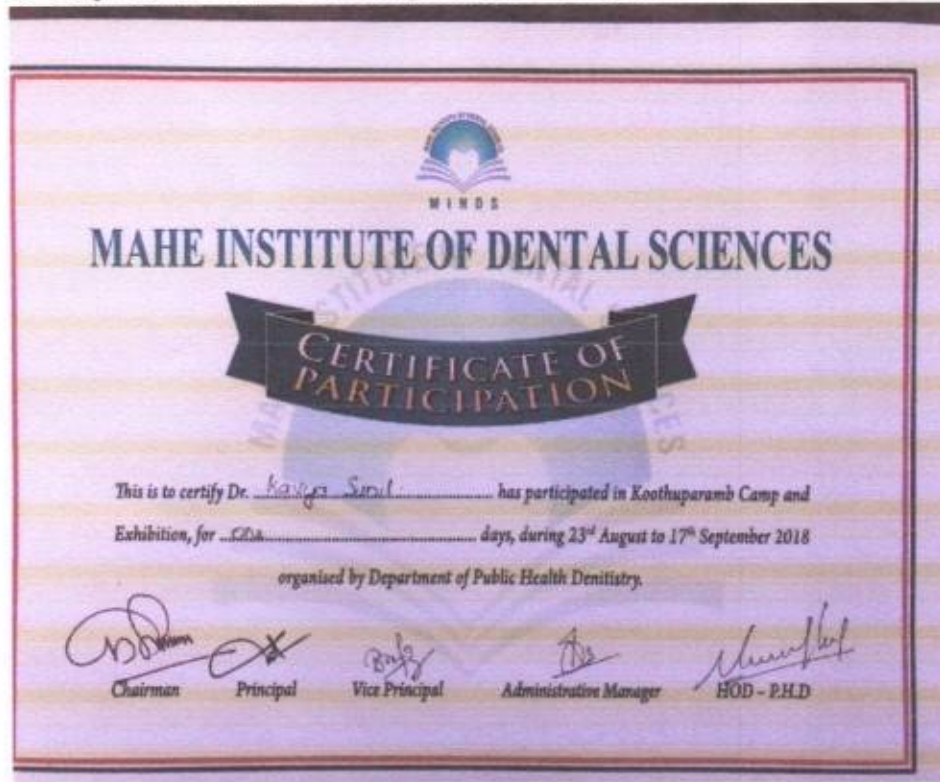 MINDS
MAHE INSTITUTE OF DENTAL SCIENCES
CERTIFICATE OF
PARTICIPATION
This is to certify Dr. Kavya Sunil has participated in Koothuparamb Camp and
Exhibition, for one days, during 23rd August to 17th September 2018
organised by Department of Public Health Denitistry.
Chairman Principal Vice Principal Administrative Manager HOD – P.H.D